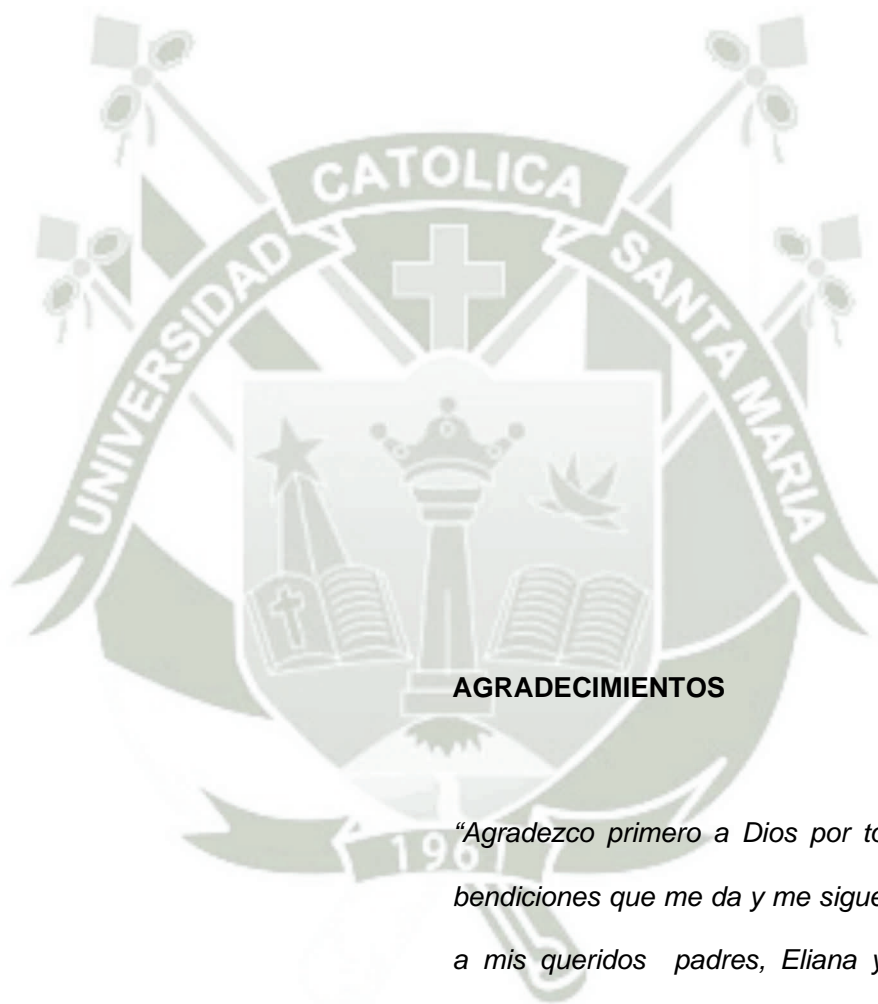 CATOLICA
UNIVERSIDAD
SANTA MARIA
AGRADECIMIENTOS
“Agradezco primero a Dios por
bendiciones que me da y me sigue
a mis queridos padres, Eliana y
196